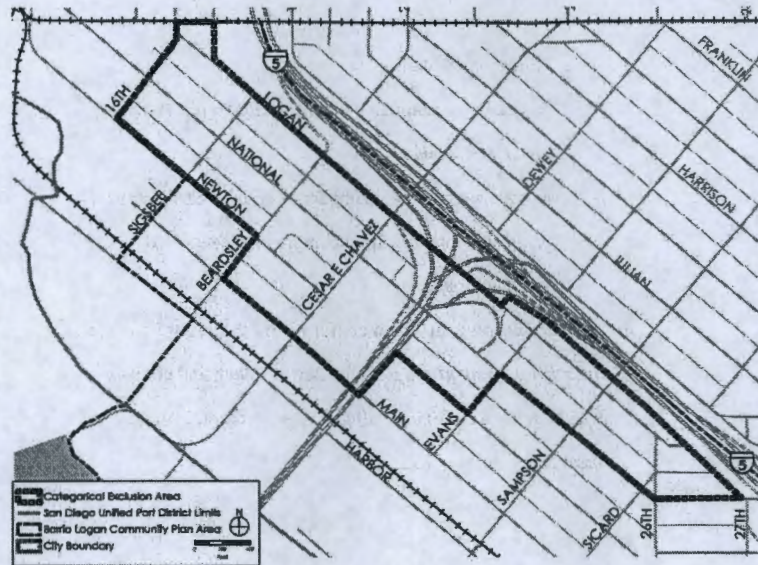 5
FRANKLIN
LOGAN
16TH
NATIONAL
DEWEY
HARRISON
SIGSBEE
NEWTON
BEARDSLEY
CESAR E CHAVEZ
JULIAN
MAIN
EVANS
HARBOR
SAMPSON
SICARD
26TH
27TH
5
Categorical Exclusion Area
San Diego Unified Port District Limits
Barrio Logan Community Plan Area
City Boundary
N